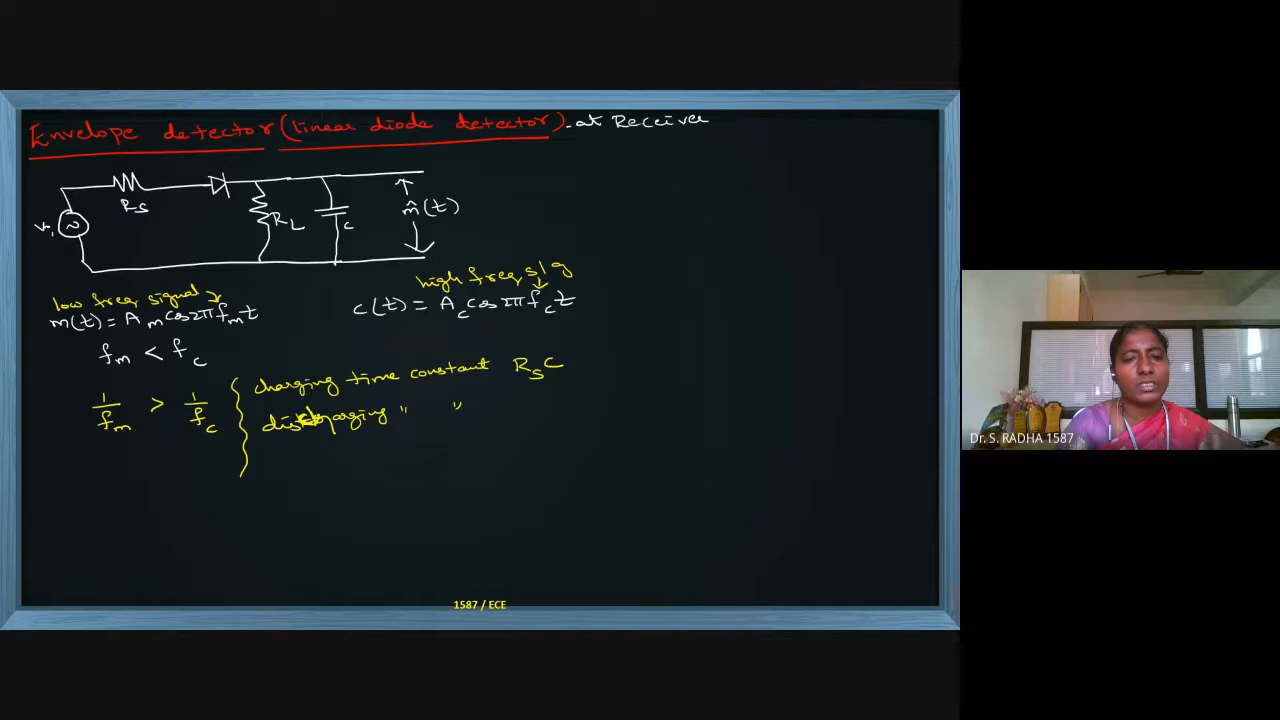 Envelope detector (linear diode detector) - at Receiver
Rs
RL
C
m̂(t)
low freq signal
high freq s/g
m(t) = Am cos2πfmt
c(t) = Ac cos2πfct
fm < fc
1/fm > 1/fc
charging time constant RsC
discharging " "
Dr. S. RADHA 1587
1587 / ECE